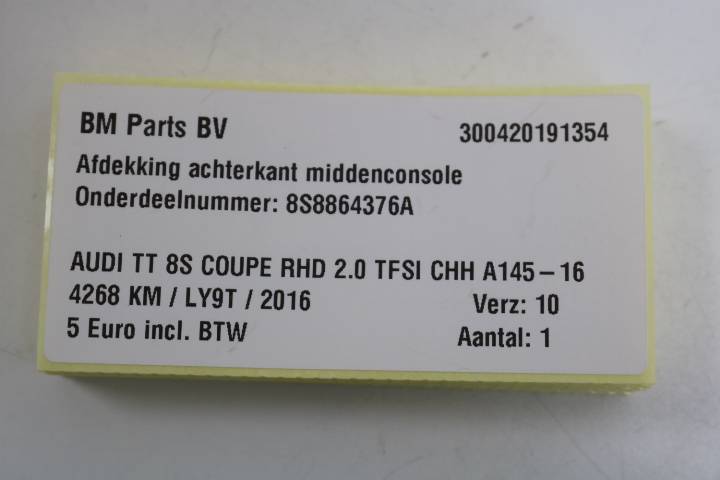 BM Parts BV 300420191354
Afdekking achterkant middenconsole
Onderdeelnummer: 8S8864376A
AUDI TT 8S COUPE RHD 2.0 TFSI CHH A145-16
4268 KM / LY9T / 2016 Verz: 10
5 Euro incl. BTW Aantal: 1